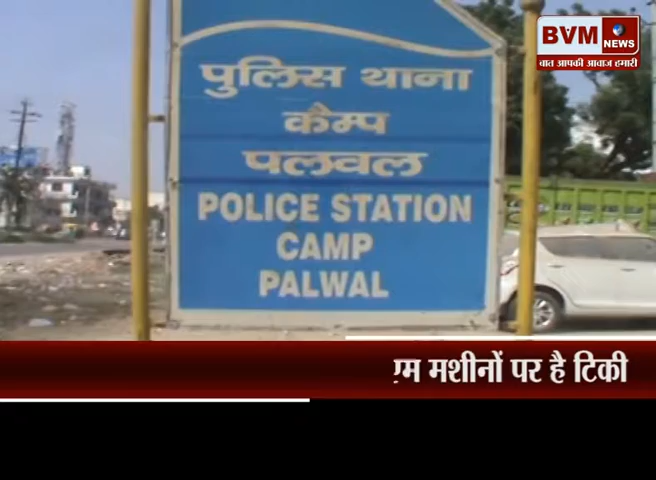 BVM NEWS
बात आपकी आवाज हमारी
पुलिस थाना
कैम्प
पलवल
POLICE STATION
CAMP
PALWAL
मशीनों पर है टिकी